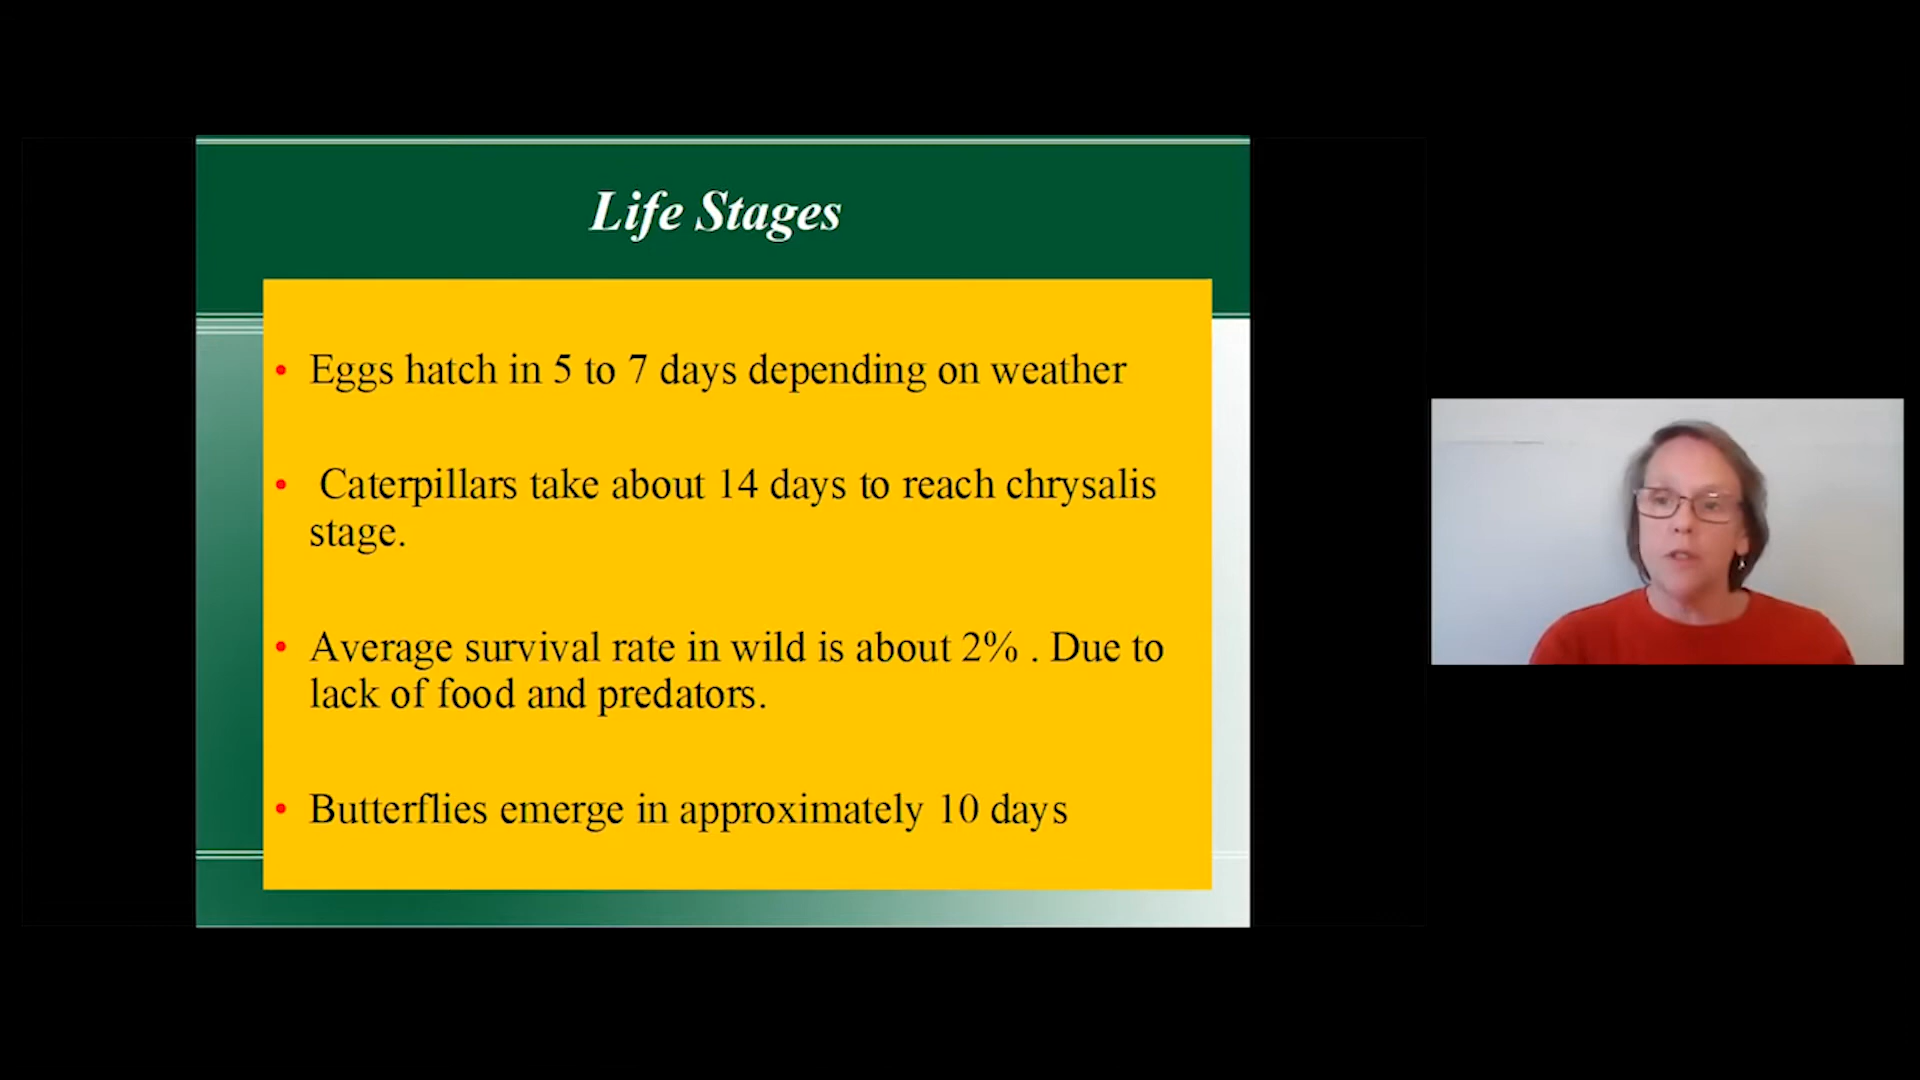 Life Stages
• Eggs hatch in 5 to 7 days depending on weather
• Caterpillars take about 14 days to reach chrysalis
stage.
• Average survival rate in wild is about 2% . Due to
lack of food and predators.
• Butterflies emerge in approximately 10 days